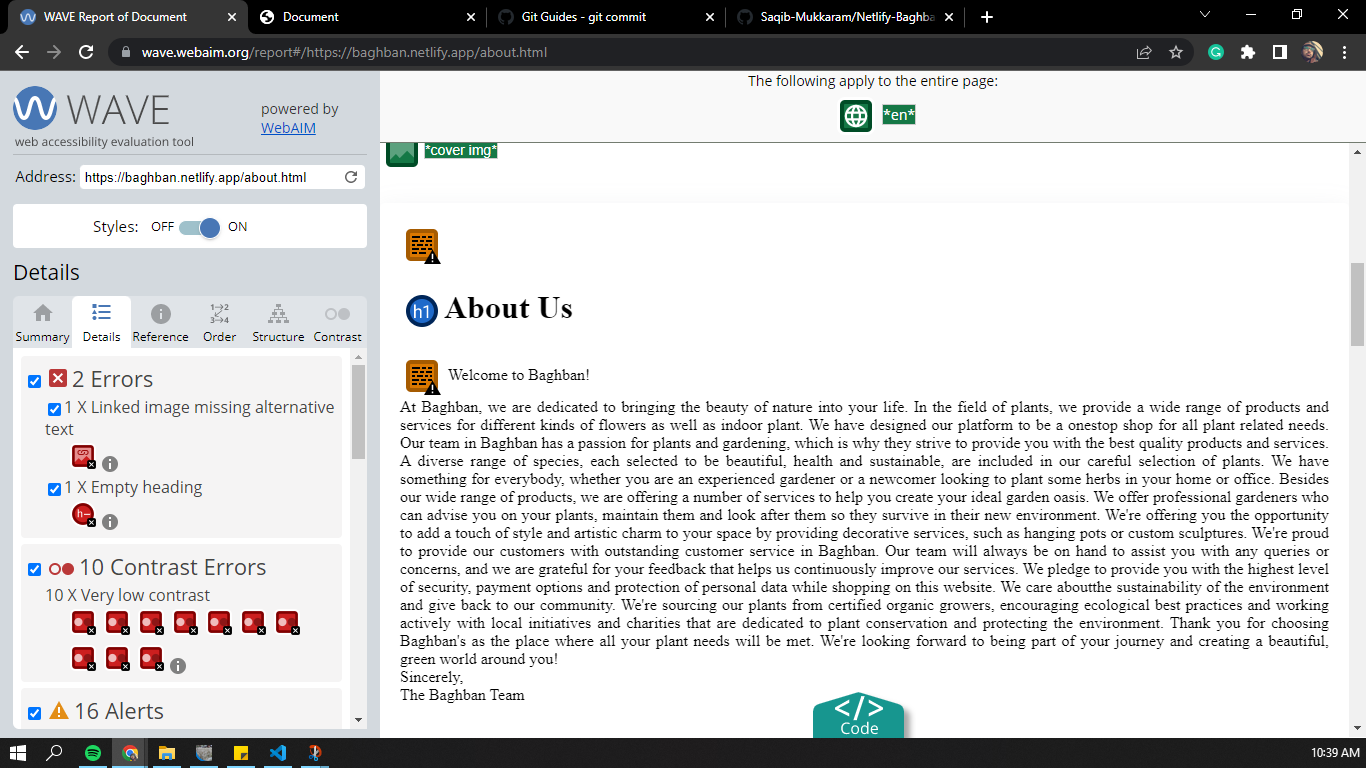 WAVE Report of Document
Document
Git Guides - git commit
Saqib-Mukkaram/Netlify-Baghba
wave.webaim.org/report#/https://baghban.netlify.app/about.html
WAVE
web accessibility evaluation tool
powered by
WebAIM
Address: https://baghban.netlify.app/about.html
Styles: OFF ON
Details
Summary Details Reference Order Structure Contrast
2 Errors
1 X Linked image missing alternative
text
1 X Empty heading
10 Contrast Errors
10 X Very low contrast
16 Alerts
The following apply to the entire page:
*en*
*cover img*
h1 About Us
Welcome to Baghban!
At Baghban, we are dedicated to bringing the beauty of nature into your life. In the field of plants, we provide a wide range of products and
services for different kinds of flowers as well as indoor plant. We have designed our platform to be a onestop shop for all plant related needs.
Our team in Baghban has a passion for plants and gardening, which is why they strive to provide you with the best quality products and services.
A diverse range of species, each selected to be beautiful, health and sustainable, are included in our careful selection of plants. We have
something for everybody, whether you are an experienced gardener or a newcomer looking to plant some herbs in your home or office. Besides
our wide range of products, we are offering a number of services to help you create your ideal garden oasis. We offer professional gardeners who
can advise you on your plants, maintain them and look after them so they survive in their new environment. We're offering you the opportunity
to add a touch of style and artistic charm to your space by providing decorative services, such as hanging pots or custom sculptures. We're proud
to provide our customers with outstanding customer service in Baghban. Our team will always be on hand to assist you with any queries or
concerns, and we are grateful for your feedback that helps us continuously improve our services. We pledge to provide you with the highest level
of security, payment options and protection of personal data while shopping on this website. We care aboutthe sustainability of the environment
and give back to our community. We're sourcing our plants from certified organic growers, encouraging ecological best practices and working
actively with local initiatives and charities that are dedicated to plant conservation and protecting the environment. Thank you for choosing
Baghban's as the place where all your plant needs will be met. We're looking forward to being part of your journey and creating a beautiful,
green world around you!
Sincerely,
The Baghban Team
</>
Code
10:39 AM